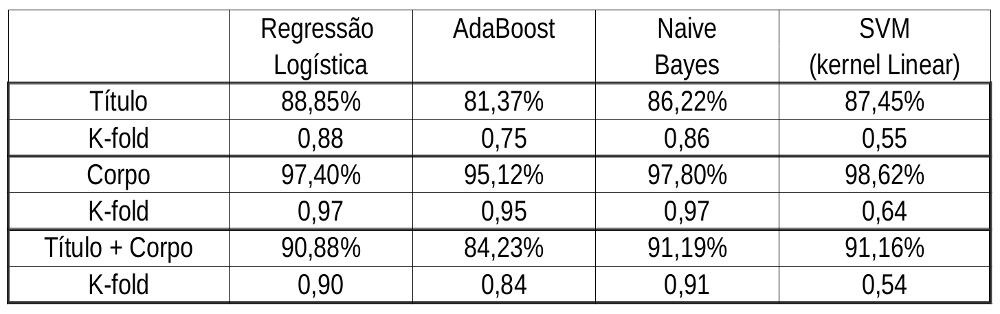 Regressão AdaBoost Naive SVM
Logística Bayes (kernel Linear)
Título 88,85% 81,37% 86,22% 87,45%
K-fold 0,88 0,75 0,86 0,55
Corpo 97,40% 95,12% 97,80% 98,62%
K-fold 0,97 0,95 0,97 0,64
Título + Corpo 90,88% 84,23% 91,19% 91,16%
K-fold 0,90 0,84 0,91 0,54